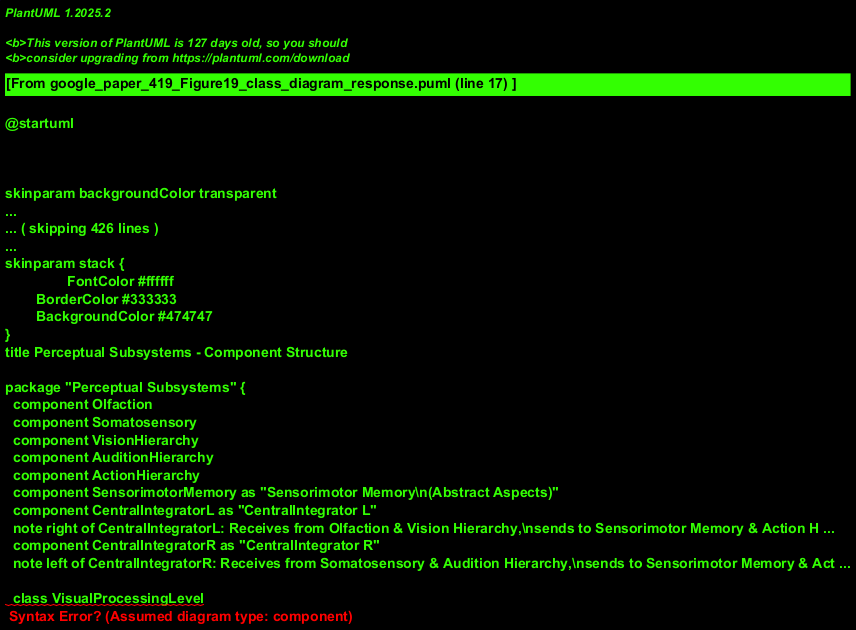 PlantUML 1.2025.2
<b>This version of PlantUML is 127 days old, so you should
<b>consider upgrading from https://plantuml.com/download
[From google_paper_419_Figure19_class_diagram_response.puml (line 17) ]
@startuml
skinparam backgroundColor transparent
...
... ( skipping 426 lines )
...
skinparam stack {
FontColor #ffffff
BorderColor #333333
BackgroundColor #474747
}
title Perceptual Subsystems - Component Structure
package "Perceptual Subsystems" {
component Olfaction
component Somatosensory
component VisionHierarchy
component AuditionHierarchy
component ActionHierarchy
component SensorimotorMemory as "Sensorimotor Memory\n(Abstract Aspects)"
component CentralIntegratorL as "CentralIntegrator L"
note right of CentralIntegratorL: Receives from Olfaction & Vision Hierarchy,\nsends to Sensorimotor Memory & Action H ...
component CentralIntegratorR as "CentralIntegrator R"
note left of CentralIntegratorR: Receives from Somatosensory & Audition Hierarchy,\nsends to Sensorimotor Memory & Act ...
class VisualProcessingLevel
Syntax Error? (Assumed diagram type: component)